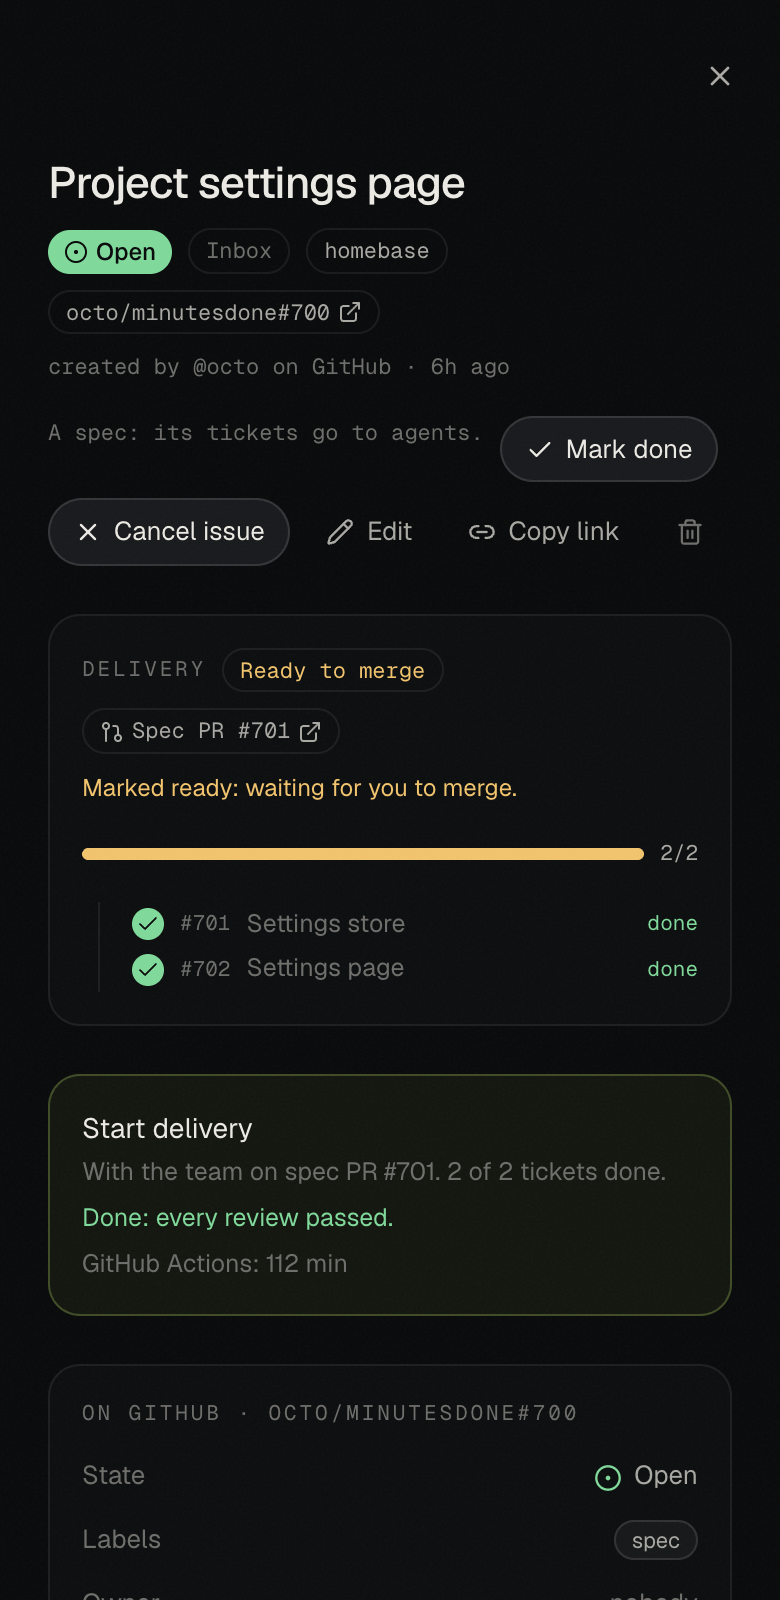 Project settings page
Open Inbox homebase
octo/minutesdone#700
created by @octo on GitHub · 6h ago
A spec: its tickets go to agents. Mark done
Cancel issue Edit Copy link
DELIVERY Ready to merge
Spec PR #701
Marked ready: waiting for you to merge.
2/2
#701 Settings store done
#702 Settings page done
Start delivery
With the team on spec PR #701. 2 of 2 tickets done.
Done: every review passed.
GitHub Actions: 112 min
ON GITHUB · OCTO/MINUTESDONE#700
State Open
Labels spec
Owner nobody